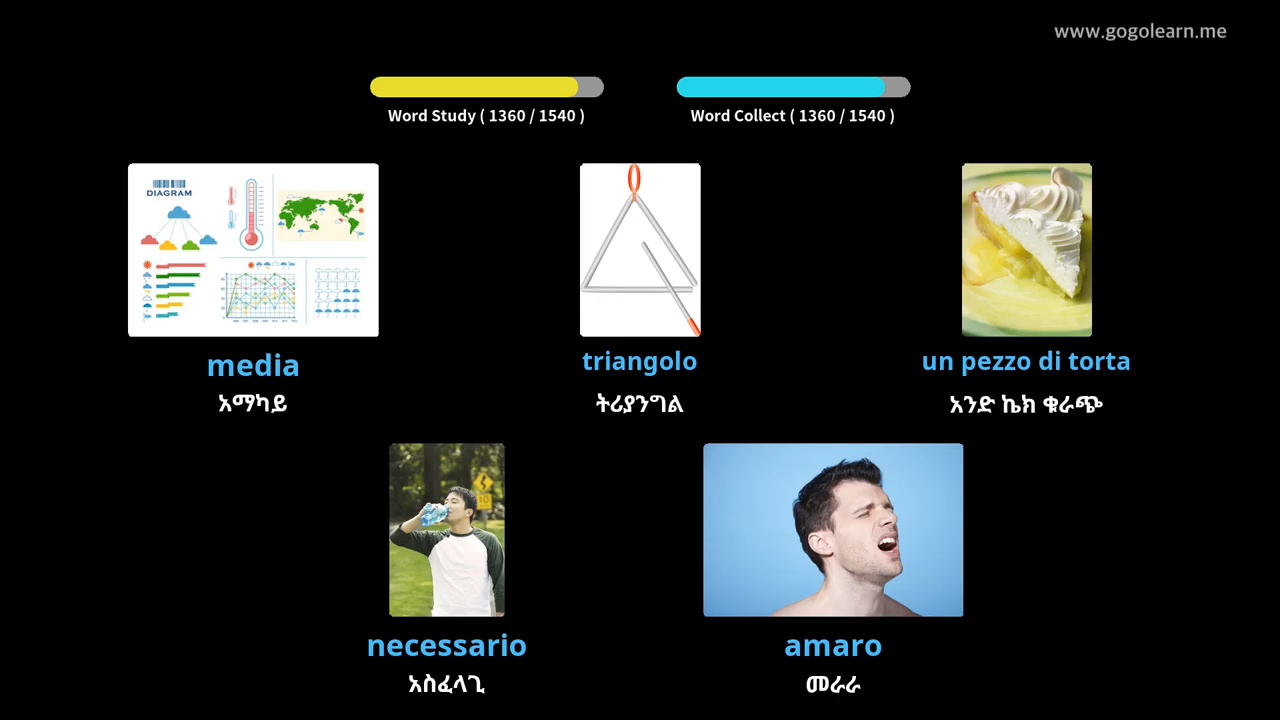 www.gogolearn.me
Word Study ( 1360 / 1540 )
Word Collect ( 1360 / 1540 )
DIAGRAM
media
አማካይ
triangolo
ትሪያንግል
un pezzo di torta
አንድ ኬክ ቁራጭ
10
necessario
አስፈላጊ
amaro
መራራ